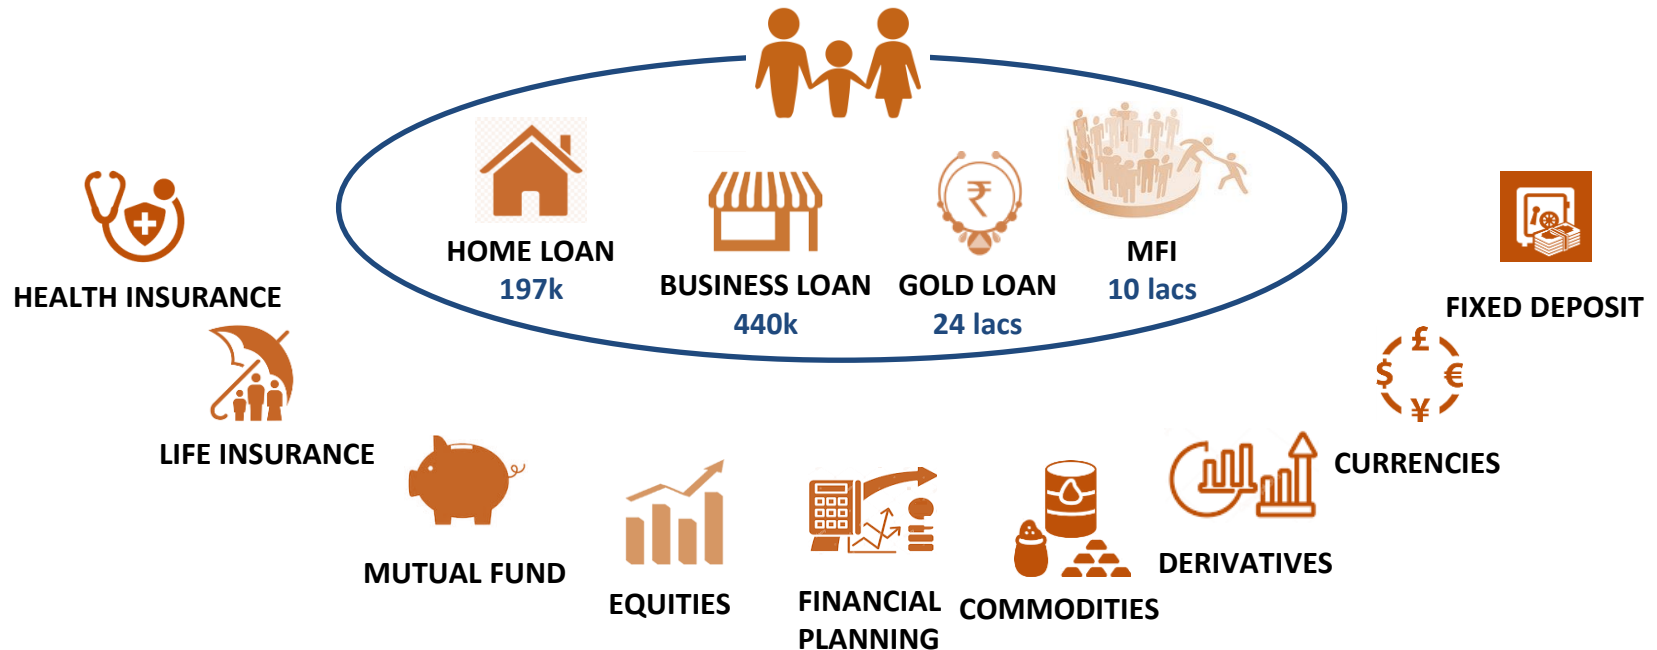 HOME LOAN
197k
BUSINESS LOAN
440k
₹
GOLD LOAN
24 lacs
MFI
10 lacs
HEALTH INSURANCE
LIFE INSURANCE
MUTUAL FUND
EQUITIES
FINANCIAL
PLANNING
COMMODITIES
DERIVATIVES
£
$ €
¥
CURRENCIES
FIXED DEPOSIT